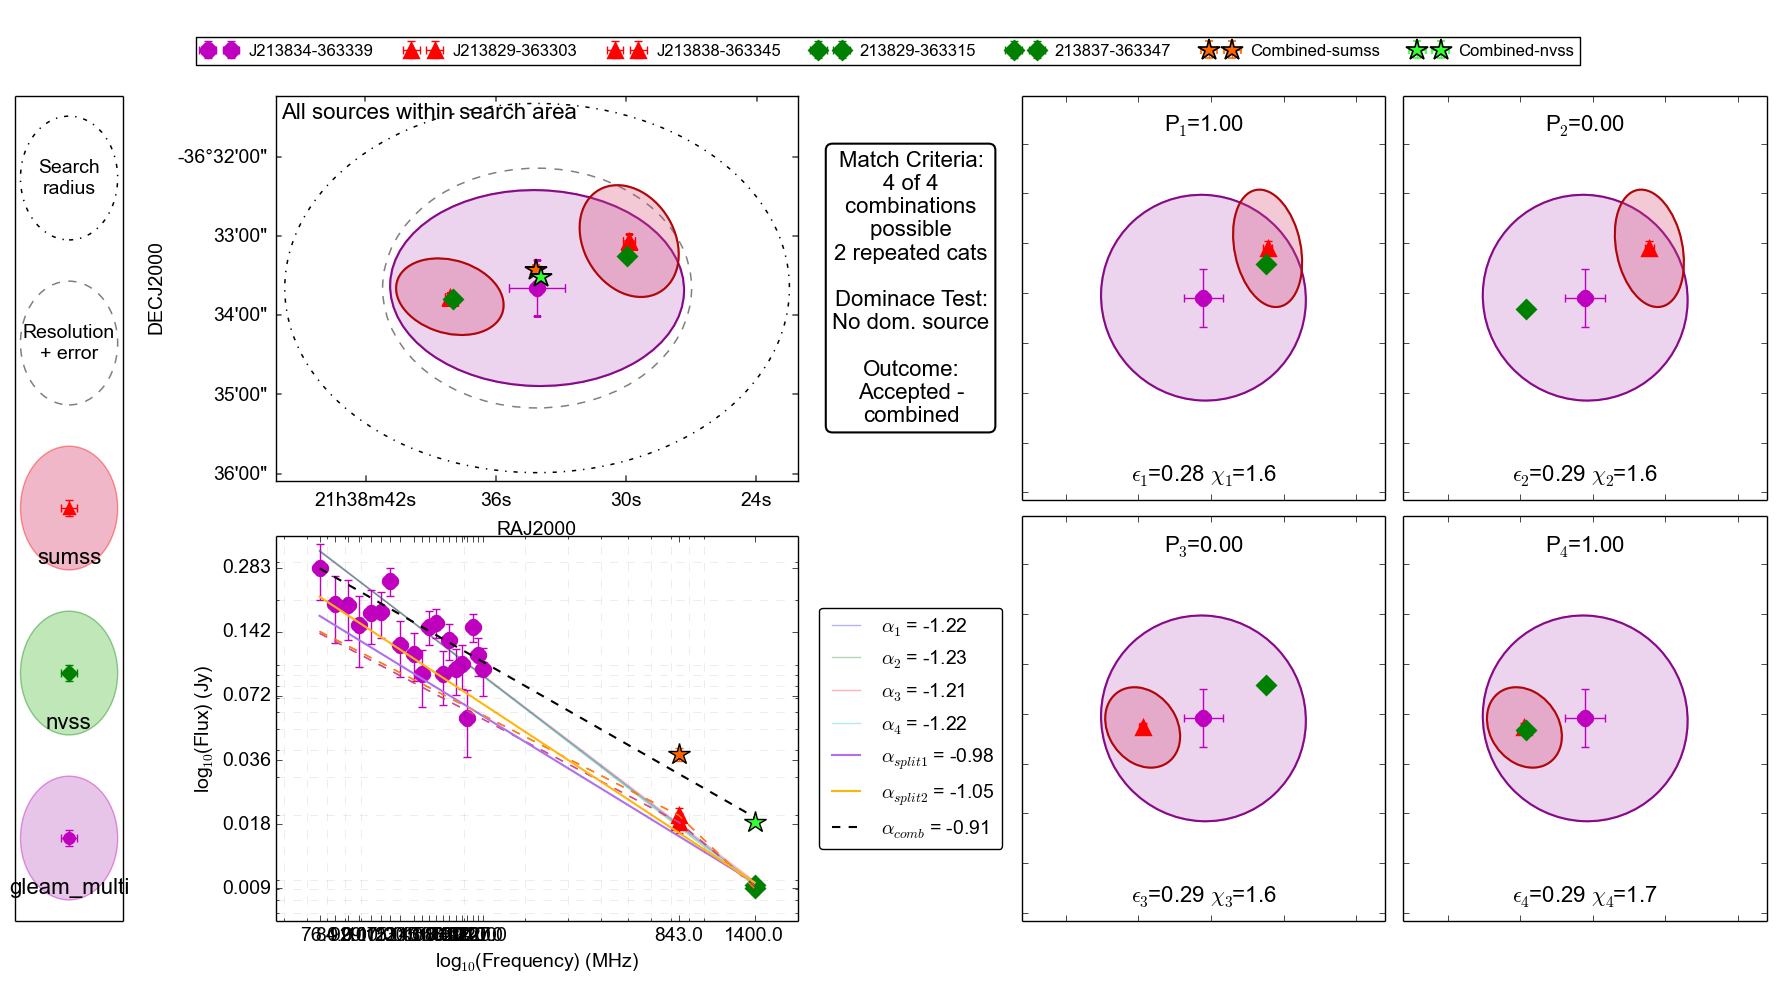 J213834-363339 J213829-363303 J213838-363345 213829-363315 213837-363347 Combined-sumss Combined-nvss
Search
radius
Resolution
+ error
sumss
nvss
gleam_multi
All sources within search area
DECJ2000
-36°32'00"
33'00"
34'00"
35'00"
36'00"
21h38m42s 36s 30s 24s
RAJ2000
Match Criteria:
4 of 4
combinations
possible
2 repeated cats
Dominace Test:
No dom. source
Outcome:
Accepted -
combined
P1=1.00
ϵ1=0.28 χ1=1.6
P2=0.00
ϵ2=0.29 χ2=1.6
log10(Flux) (Jy)
0.283
0.142
0.072
0.036
0.018
0.009
843.0 1400.0
log10(Frequency) (MHz)
α1 = -1.22
α2 = -1.23
α3 = -1.21
α4 = -1.22
αsplit1 = -0.98
αsplit2 = -1.05
αcomb = -0.91
P3=0.00
ϵ3=0.29 χ3=1.6
P4=1.00
ϵ4=0.29 χ4=1.7